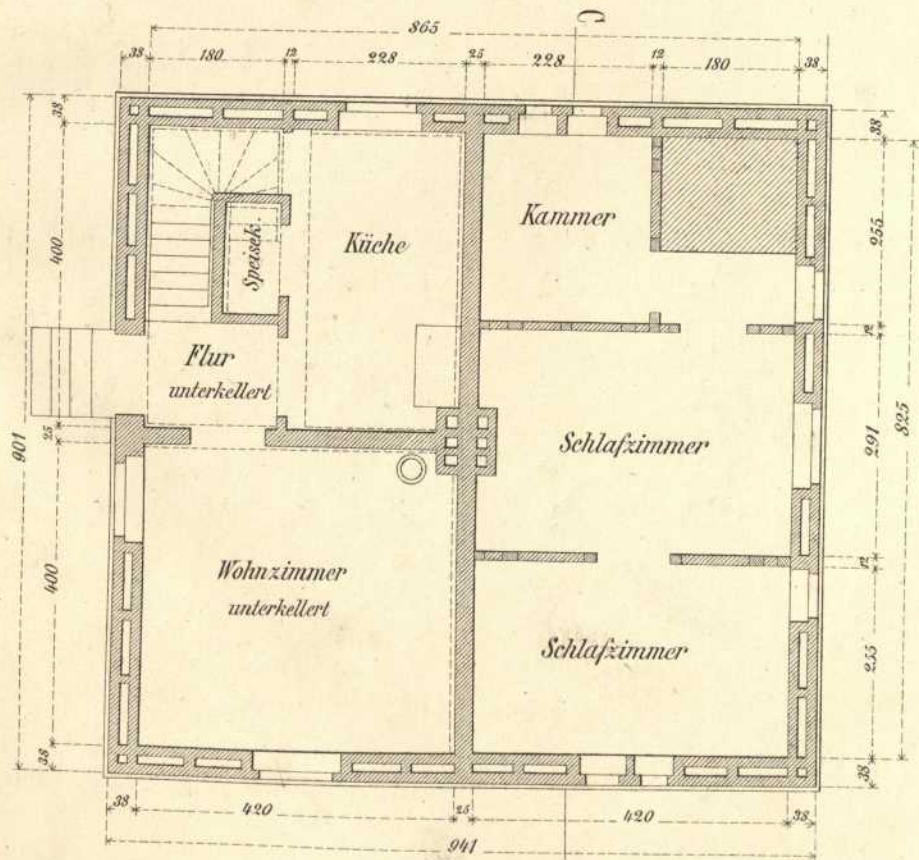 C
865
38 180 12 228 25 228 12 180 38
38
400
25
400
38
901
38
255
12
291
12
255
38
825
Kammer
Küche
Speisek.
Flur
unterkellert
Schlafzimmer
Wohnzimmer
unterkellert
Schlafzimmer
38 420 25 420 38
941